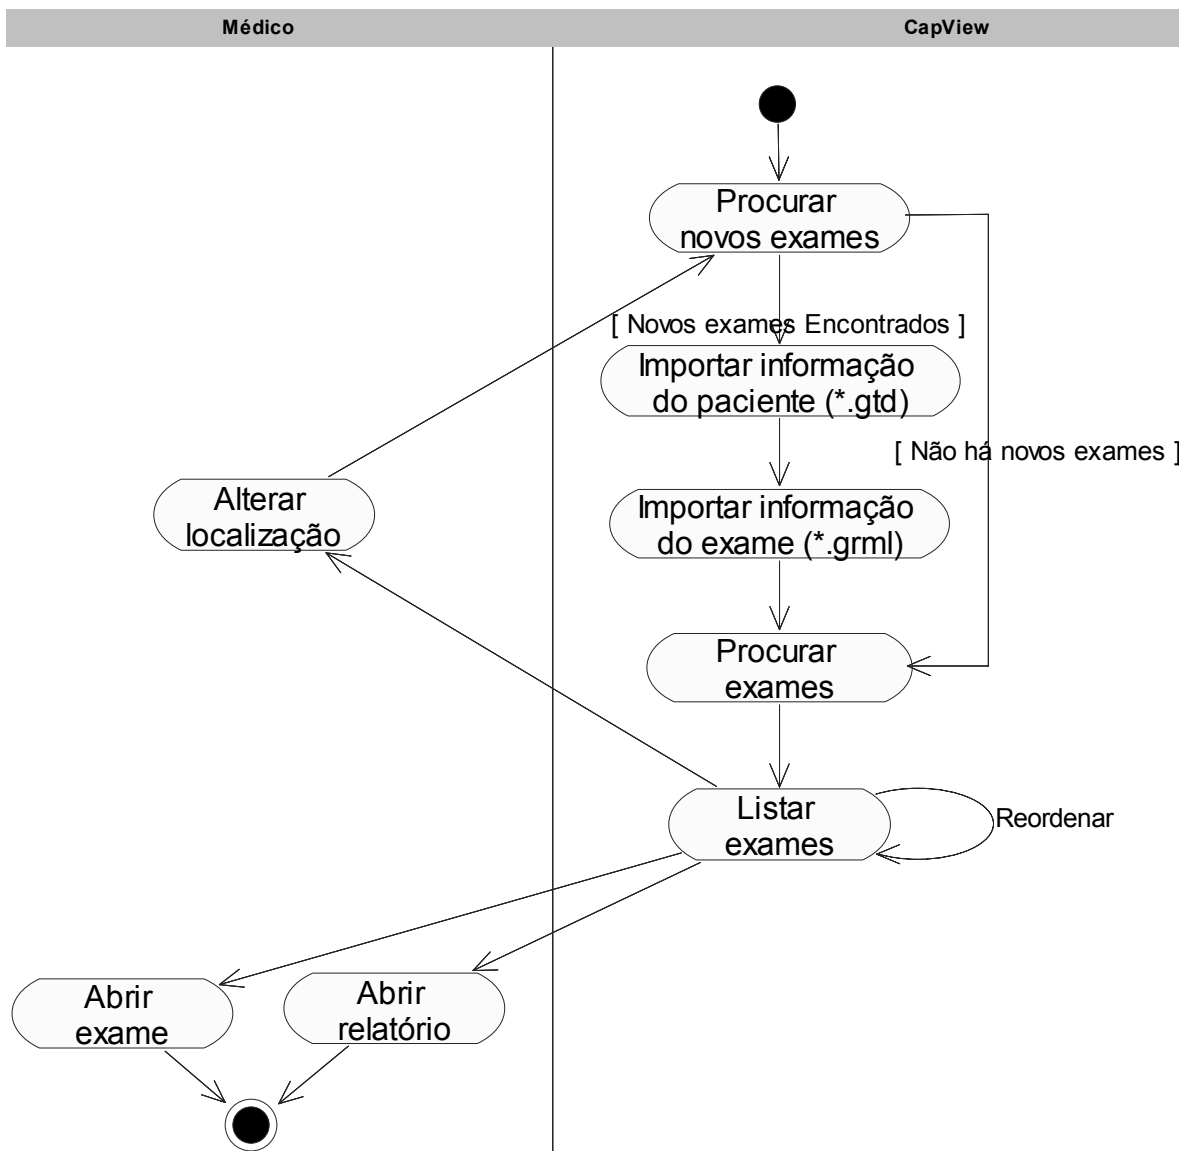 Médico
CapView
Procurar
novos exames
[ Novos exames Encontrados ]
Importar informação
do paciente (*.gtd)
[ Não há novos exames ]
Alterar
localização
Importar informação
do exame (*.grml)
Procurar
exames
Listar
exames
Reordenar
Abrir
exame
Abrir
relatório